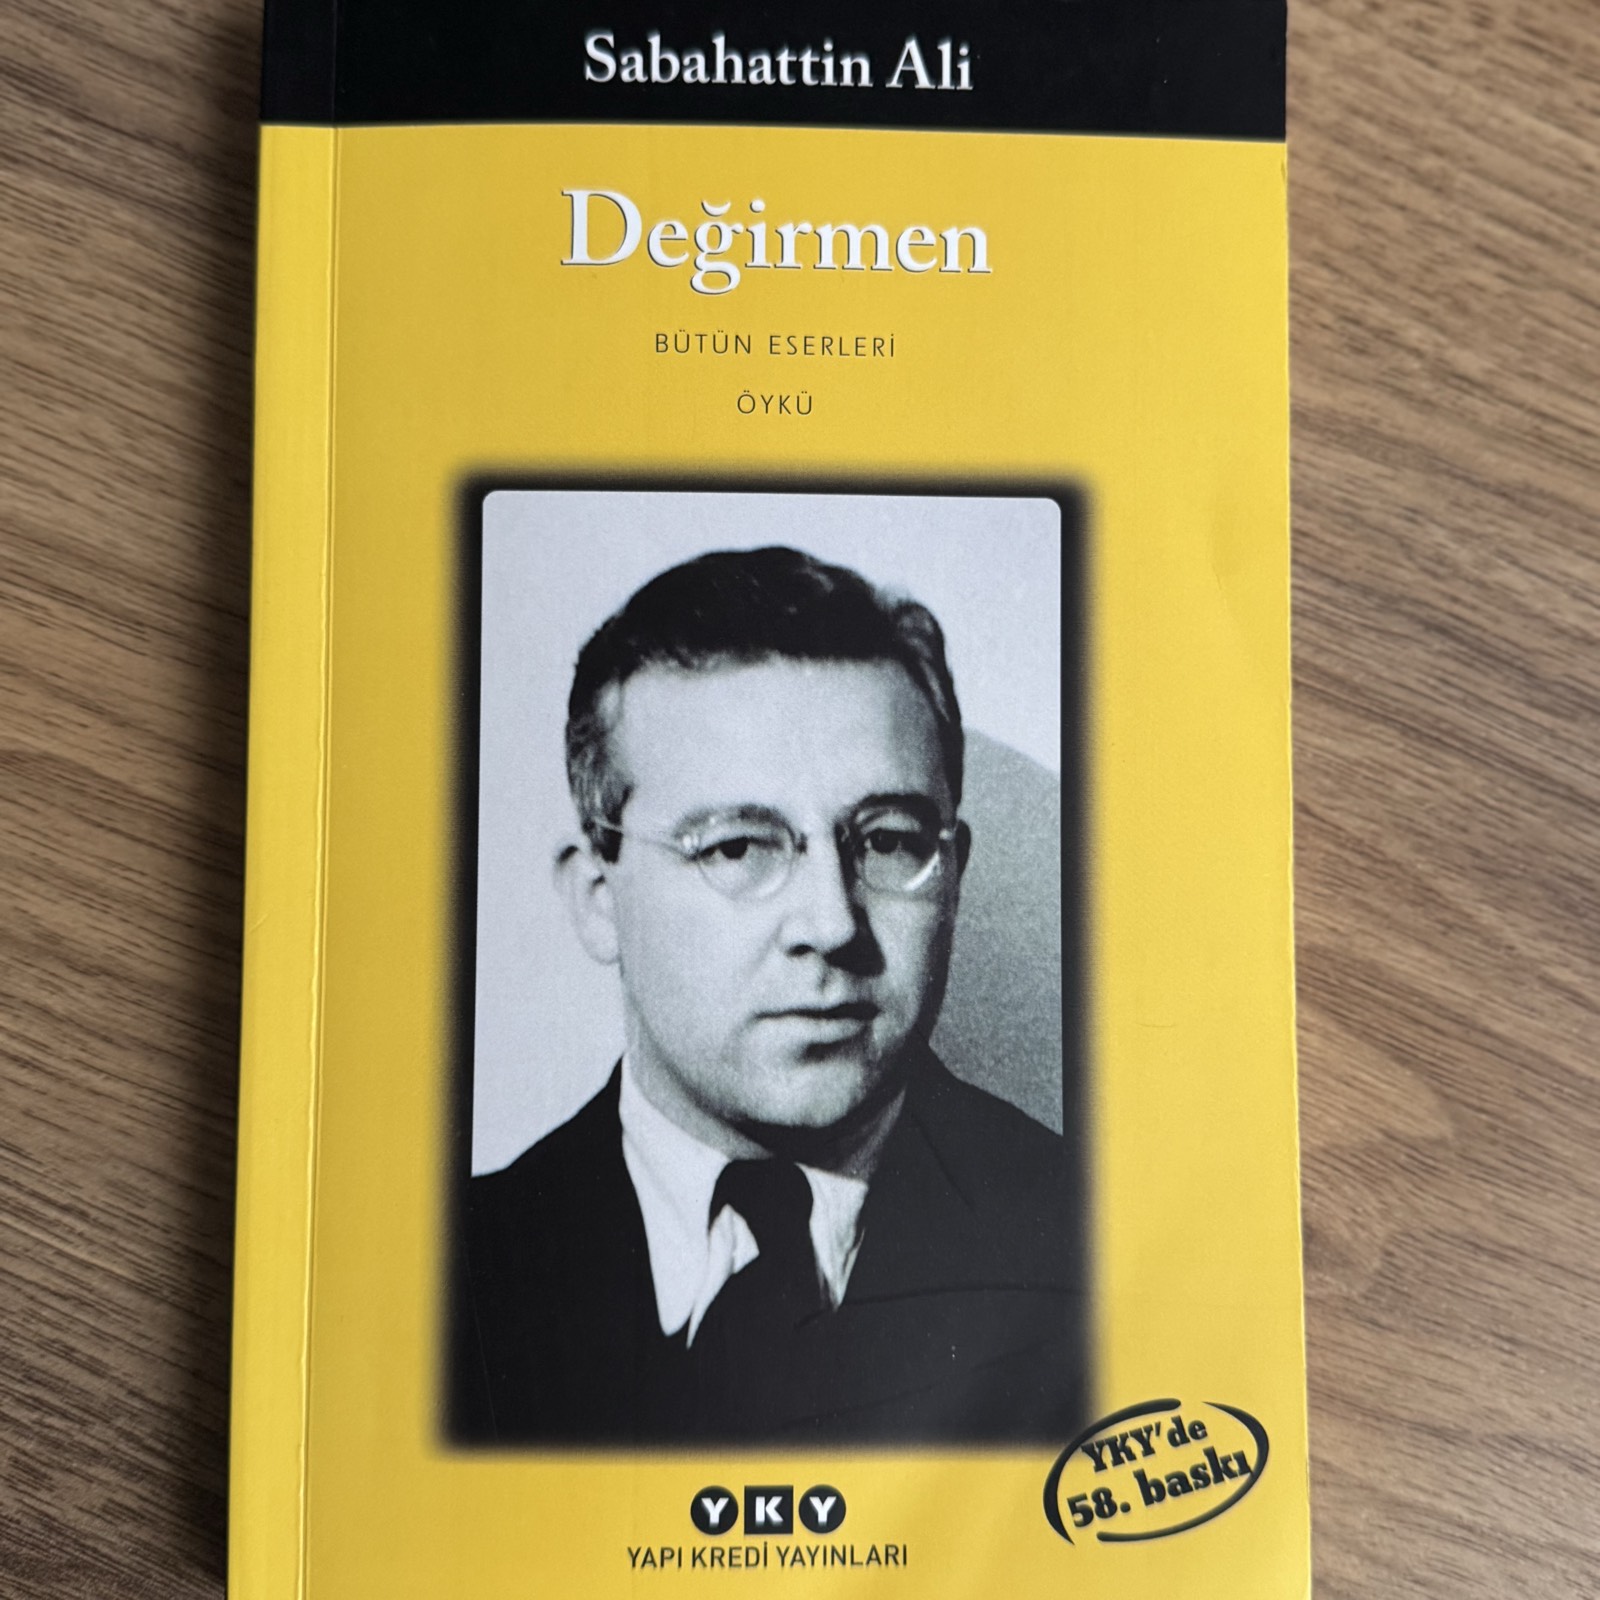 Sabahattin Ali
Değirmen
BÜTÜN ESERLERİ
ÖYKÜ
YKY'de
58. baskı
YKY
YAPI KREDİ YAYINLARI